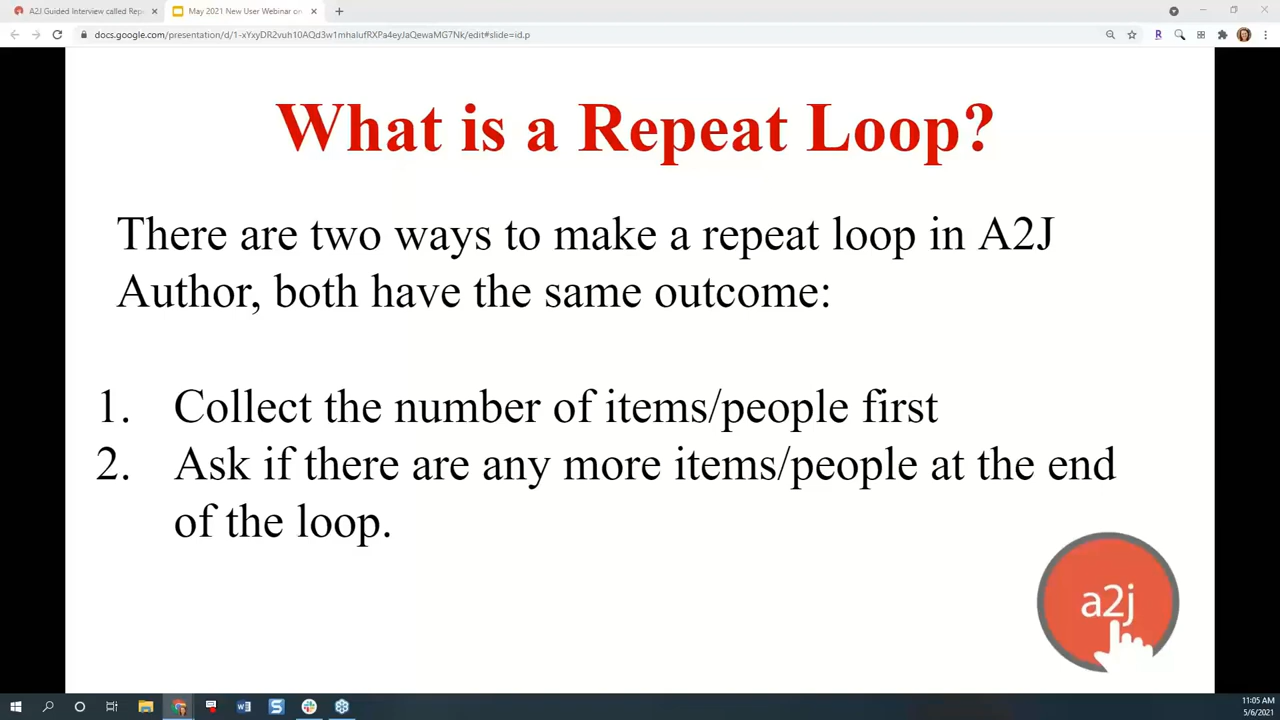 A2J Guided Interview called Rep
May 2021 New User Webinar on
docs.google.com/presentation/d/1-xYxyDR2vuh10AQd3w1mhaIufRXPa4eyJaQewaMG7Nk/edit#slide=id.p
What is a Repeat Loop?
There are two ways to make a repeat loop in A2J
Author, both have the same outcome:
1. Collect the number of items/people first
2. Ask if there are any more items/people at the end
of the loop.
a2j
11:05 AM
5/6/2021